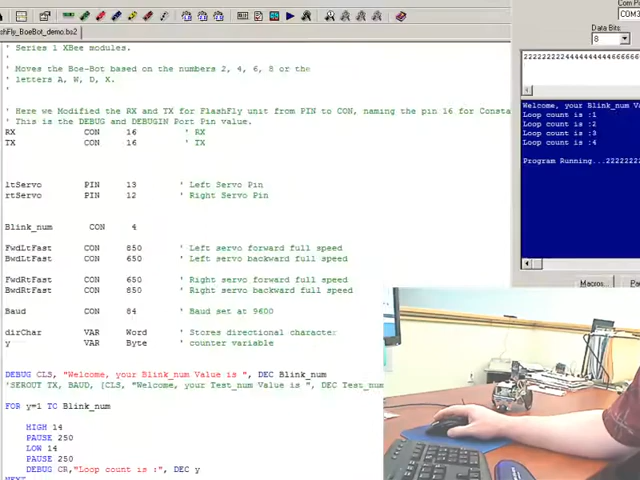 Com Po
COM3
Data Bits
8
shFly_BoeBot_demo.bs2
' Series 1 XBee modules.
'
' Moves the Boe-Bot based on the numbers 2, 4, 6, 8 or the
' letters A, W, D, X.
'
' Here we Modified the RX and TX for FlashFly unit from PIN to CON, naming the pin 16 for Consta
' This is the DEBUG and DEBUGIN Port Pin value.
RX CON 16 ' RX
TX CON 16 ' TX
ltServo PIN 13 ' Left Servo Pin
rtServo PIN 12 ' Right Servo Pin
Blink_num CON 4
FwdLtFast CON 850 ' Left servo forward full speed
BwdLtFast CON 650 ' Left servo backward full speed
FwdRtFast CON 650 ' Right servo forward full speed
BwdRtFast CON 850 ' Right servo backward full speed
Baud CON 84 ' Baud set at 9600
dirChar VAR Word ' Stores directional character
y VAR Byte ' counter variable
DEBUG CLS, "Welcome, your Blink_num Value is ", DEC Blink_num
'SEROUT TX, BAUD, [CLS, "Welcome, your Test_num Value is ", DEC Test_num
FOR y=1 TO Blink_num
HIGH 14
PAUSE 250
LOW 14
PAUSE 250
DEBUG CR,"Loop count is :", DEC y
NEXT
Welcome, your Blink_num Va
Loop count is :1
Loop count is :2
Loop count is :3
Loop count is :4
Program Running...2222222
Macros...